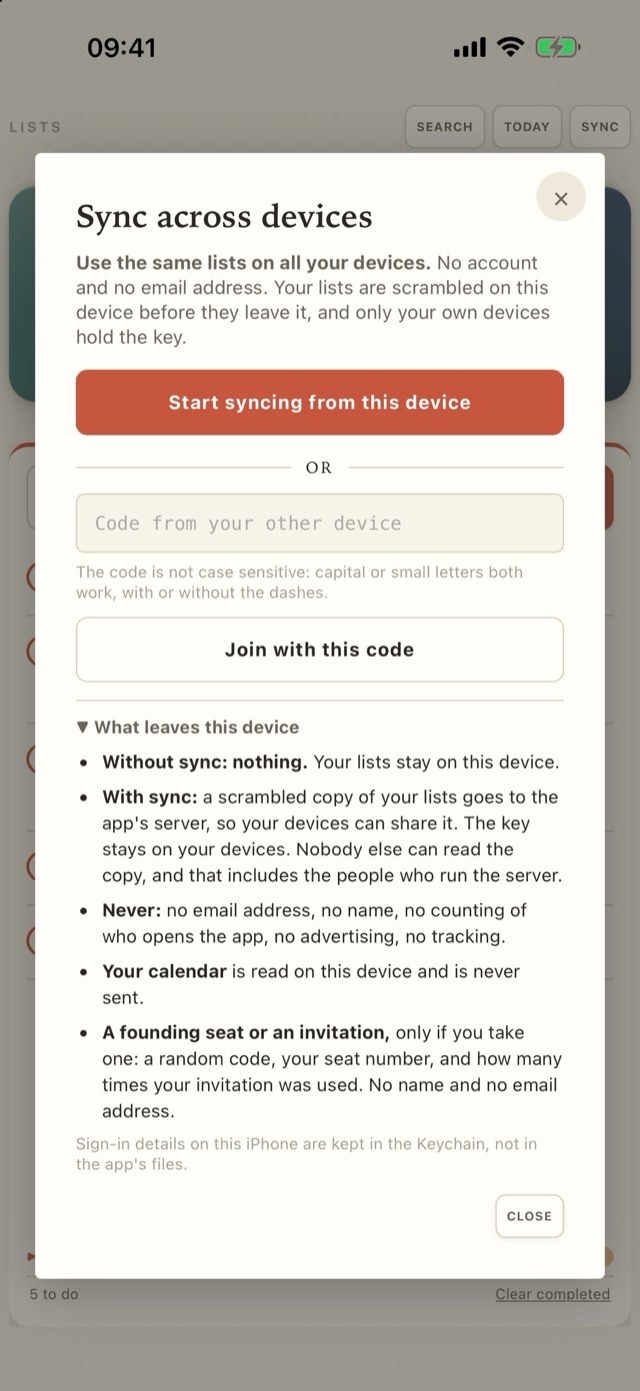 09:41
LISTS
SEARCH
TODAY
SYNC
×
Sync across devices
Use the same lists on all your devices. No account
and no email address. Your lists are scrambled on this
device before they leave it, and only your own devices
hold the key.
Start syncing from this device
OR
Code from your other device
The code is not case sensitive: capital or small letters both
work, with or without the dashes.
Join with this code
▼ What leaves this device
• Without sync: nothing. Your lists stay on this device.
• With sync: a scrambled copy of your lists goes to the
app's server, so your devices can share it. The key
stays on your devices. Nobody else can read the
copy, and that includes the people who run the server.
• Never: no email address, no name, no counting of
who opens the app, no advertising, no tracking.
• Your calendar is read on this device and is never
sent.
• A founding seat or an invitation, only if you take
one: a random code, your seat number, and how many
times your invitation was used. No name and no email
address.
Sign-in details on this iPhone are kept in the Keychain, not in
the app's files.
CLOSE
5 to do
Clear completed